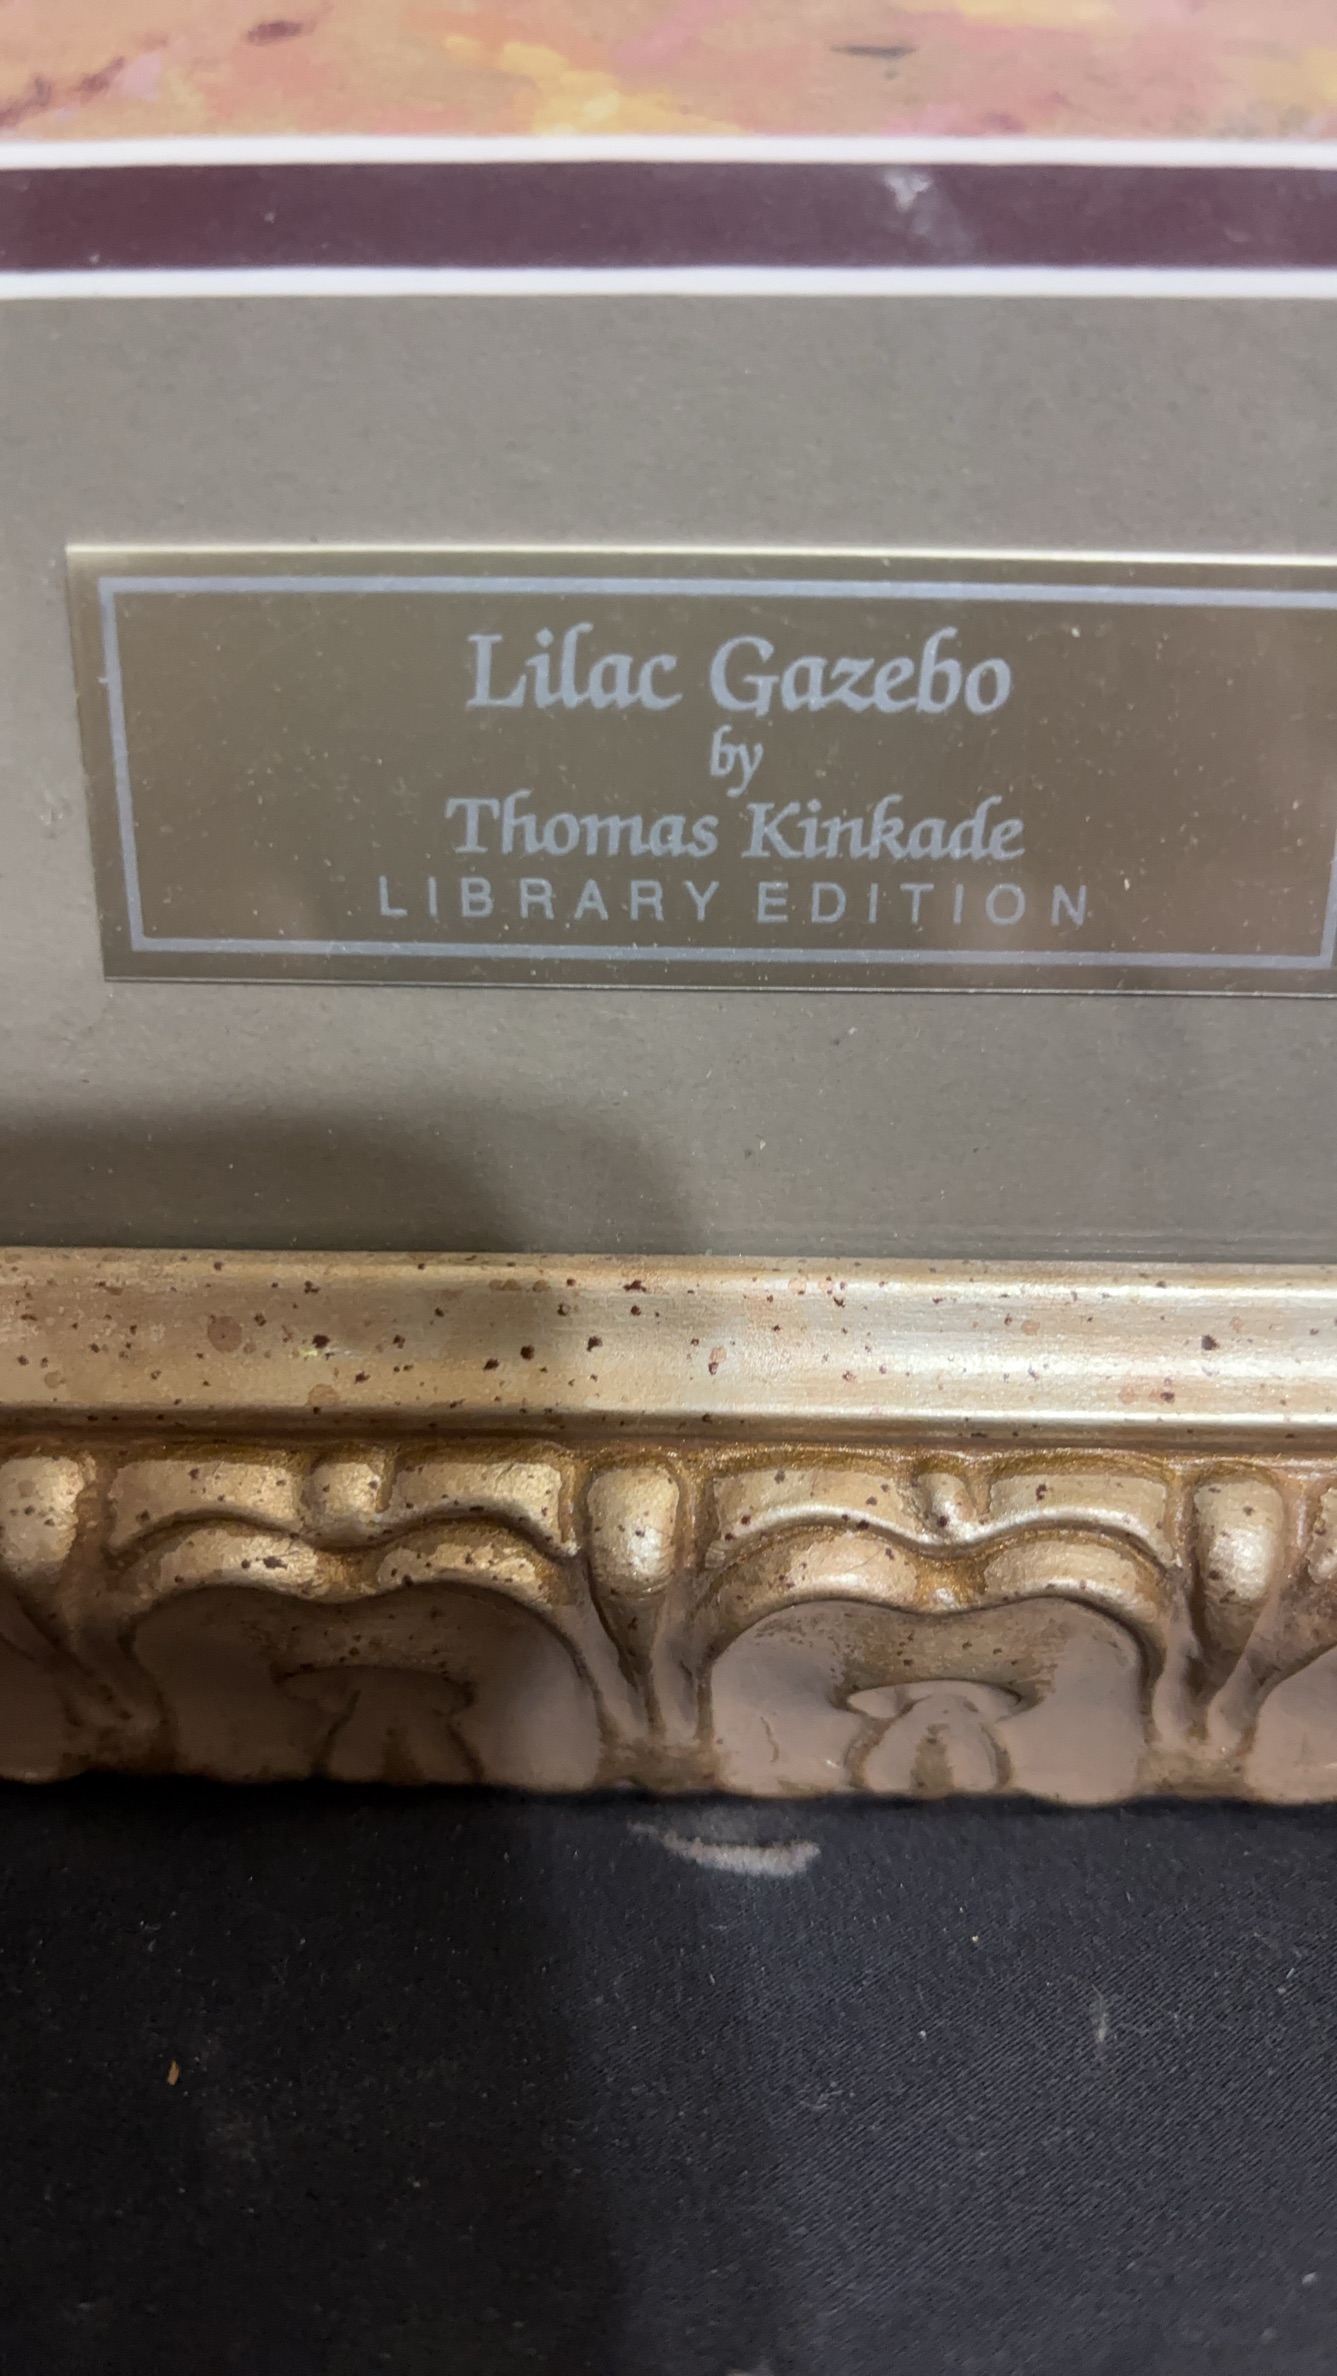 Lilac Gazebo
by
Thomas Kinkade
LIBRARY EDITION